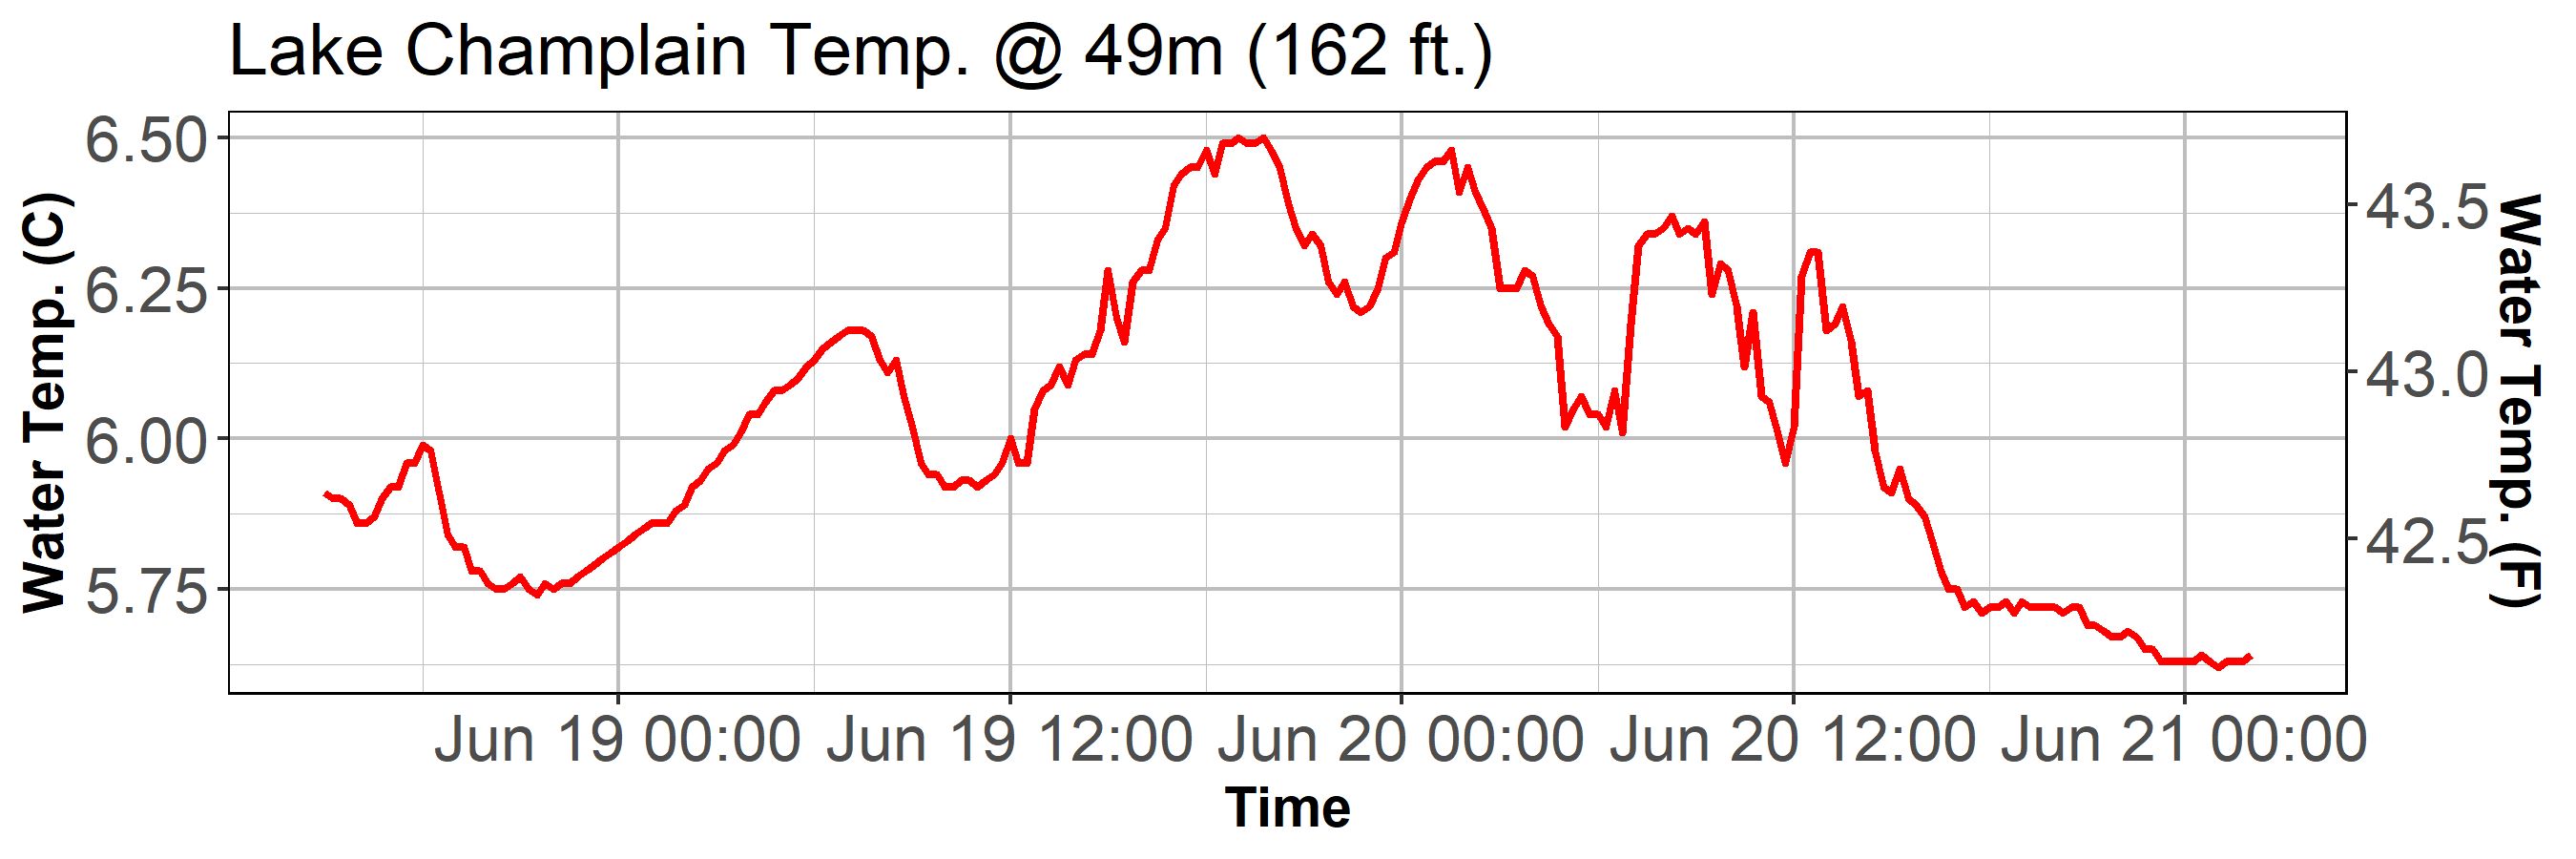 Lake Champlain Temp. @ 49m (162 ft.)
Water Temp. (C)
6.50
6.25
6.00
5.75
43.5
43.0
42.5
Water Temp. (F)
Jun 19 00:00 Jun 19 12:00 Jun 20 00:00 Jun 20 12:00 Jun 21 00:00
Time